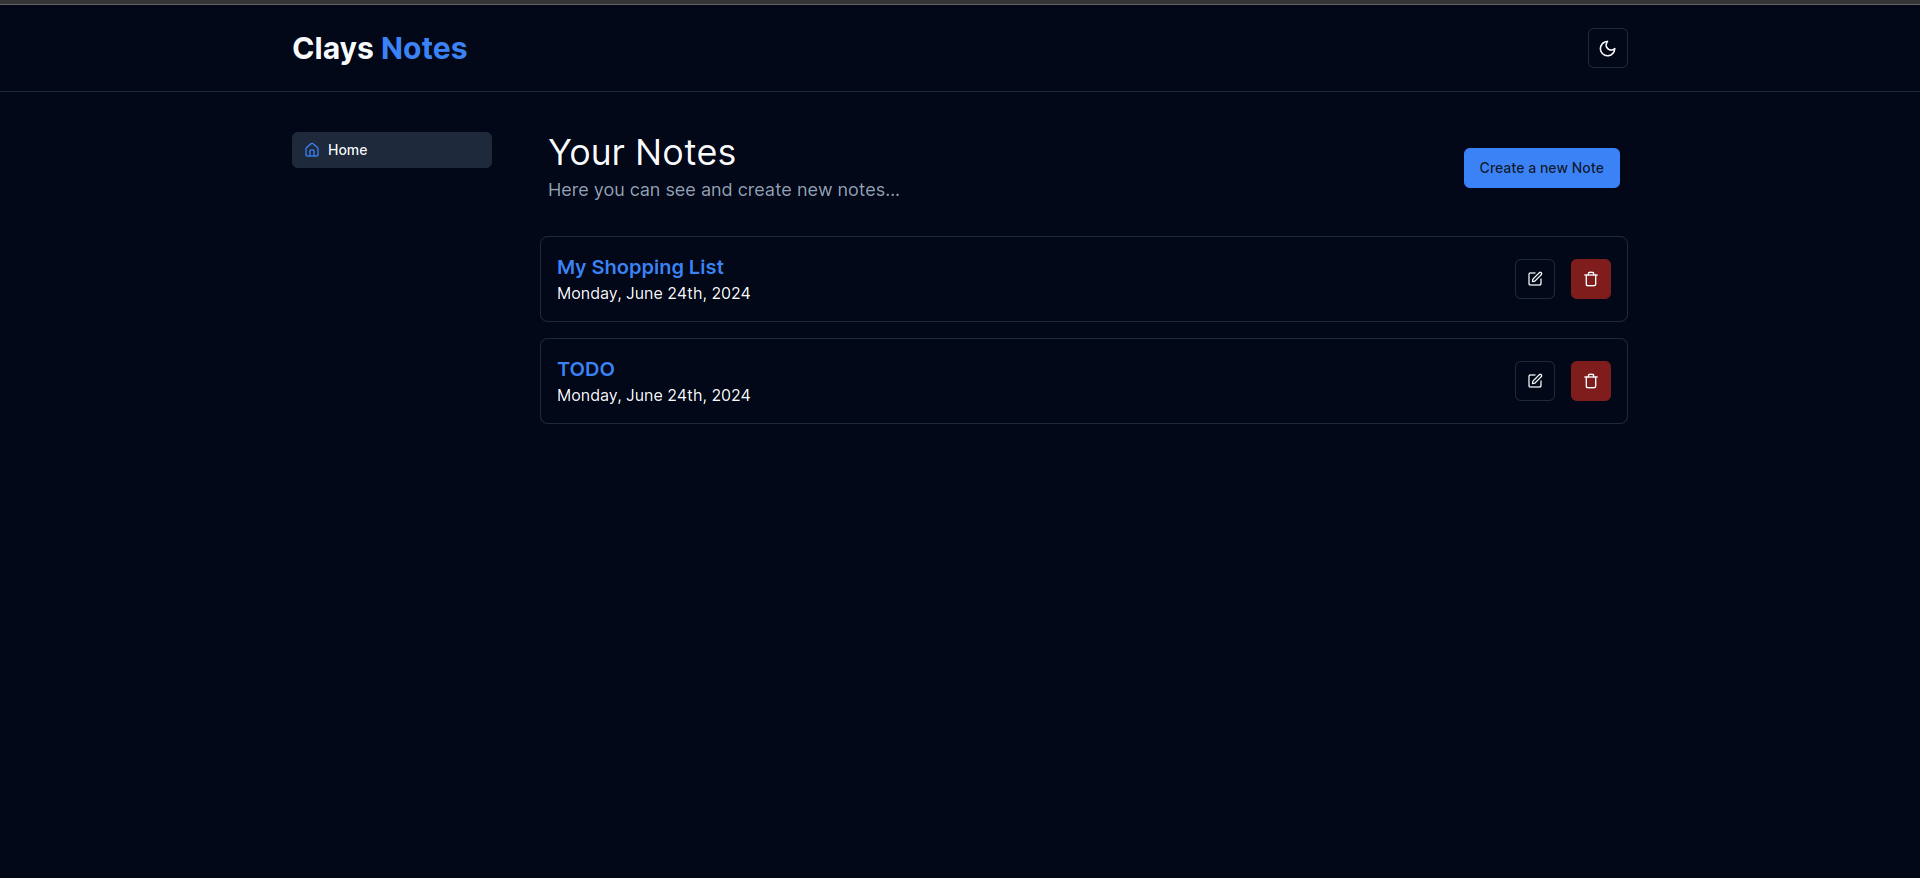 Clays Notes
Home
Your Notes
Here you can see and create new notes...
Create a new Note
My Shopping List
Monday, June 24th, 2024
TODO
Monday, June 24th, 2024